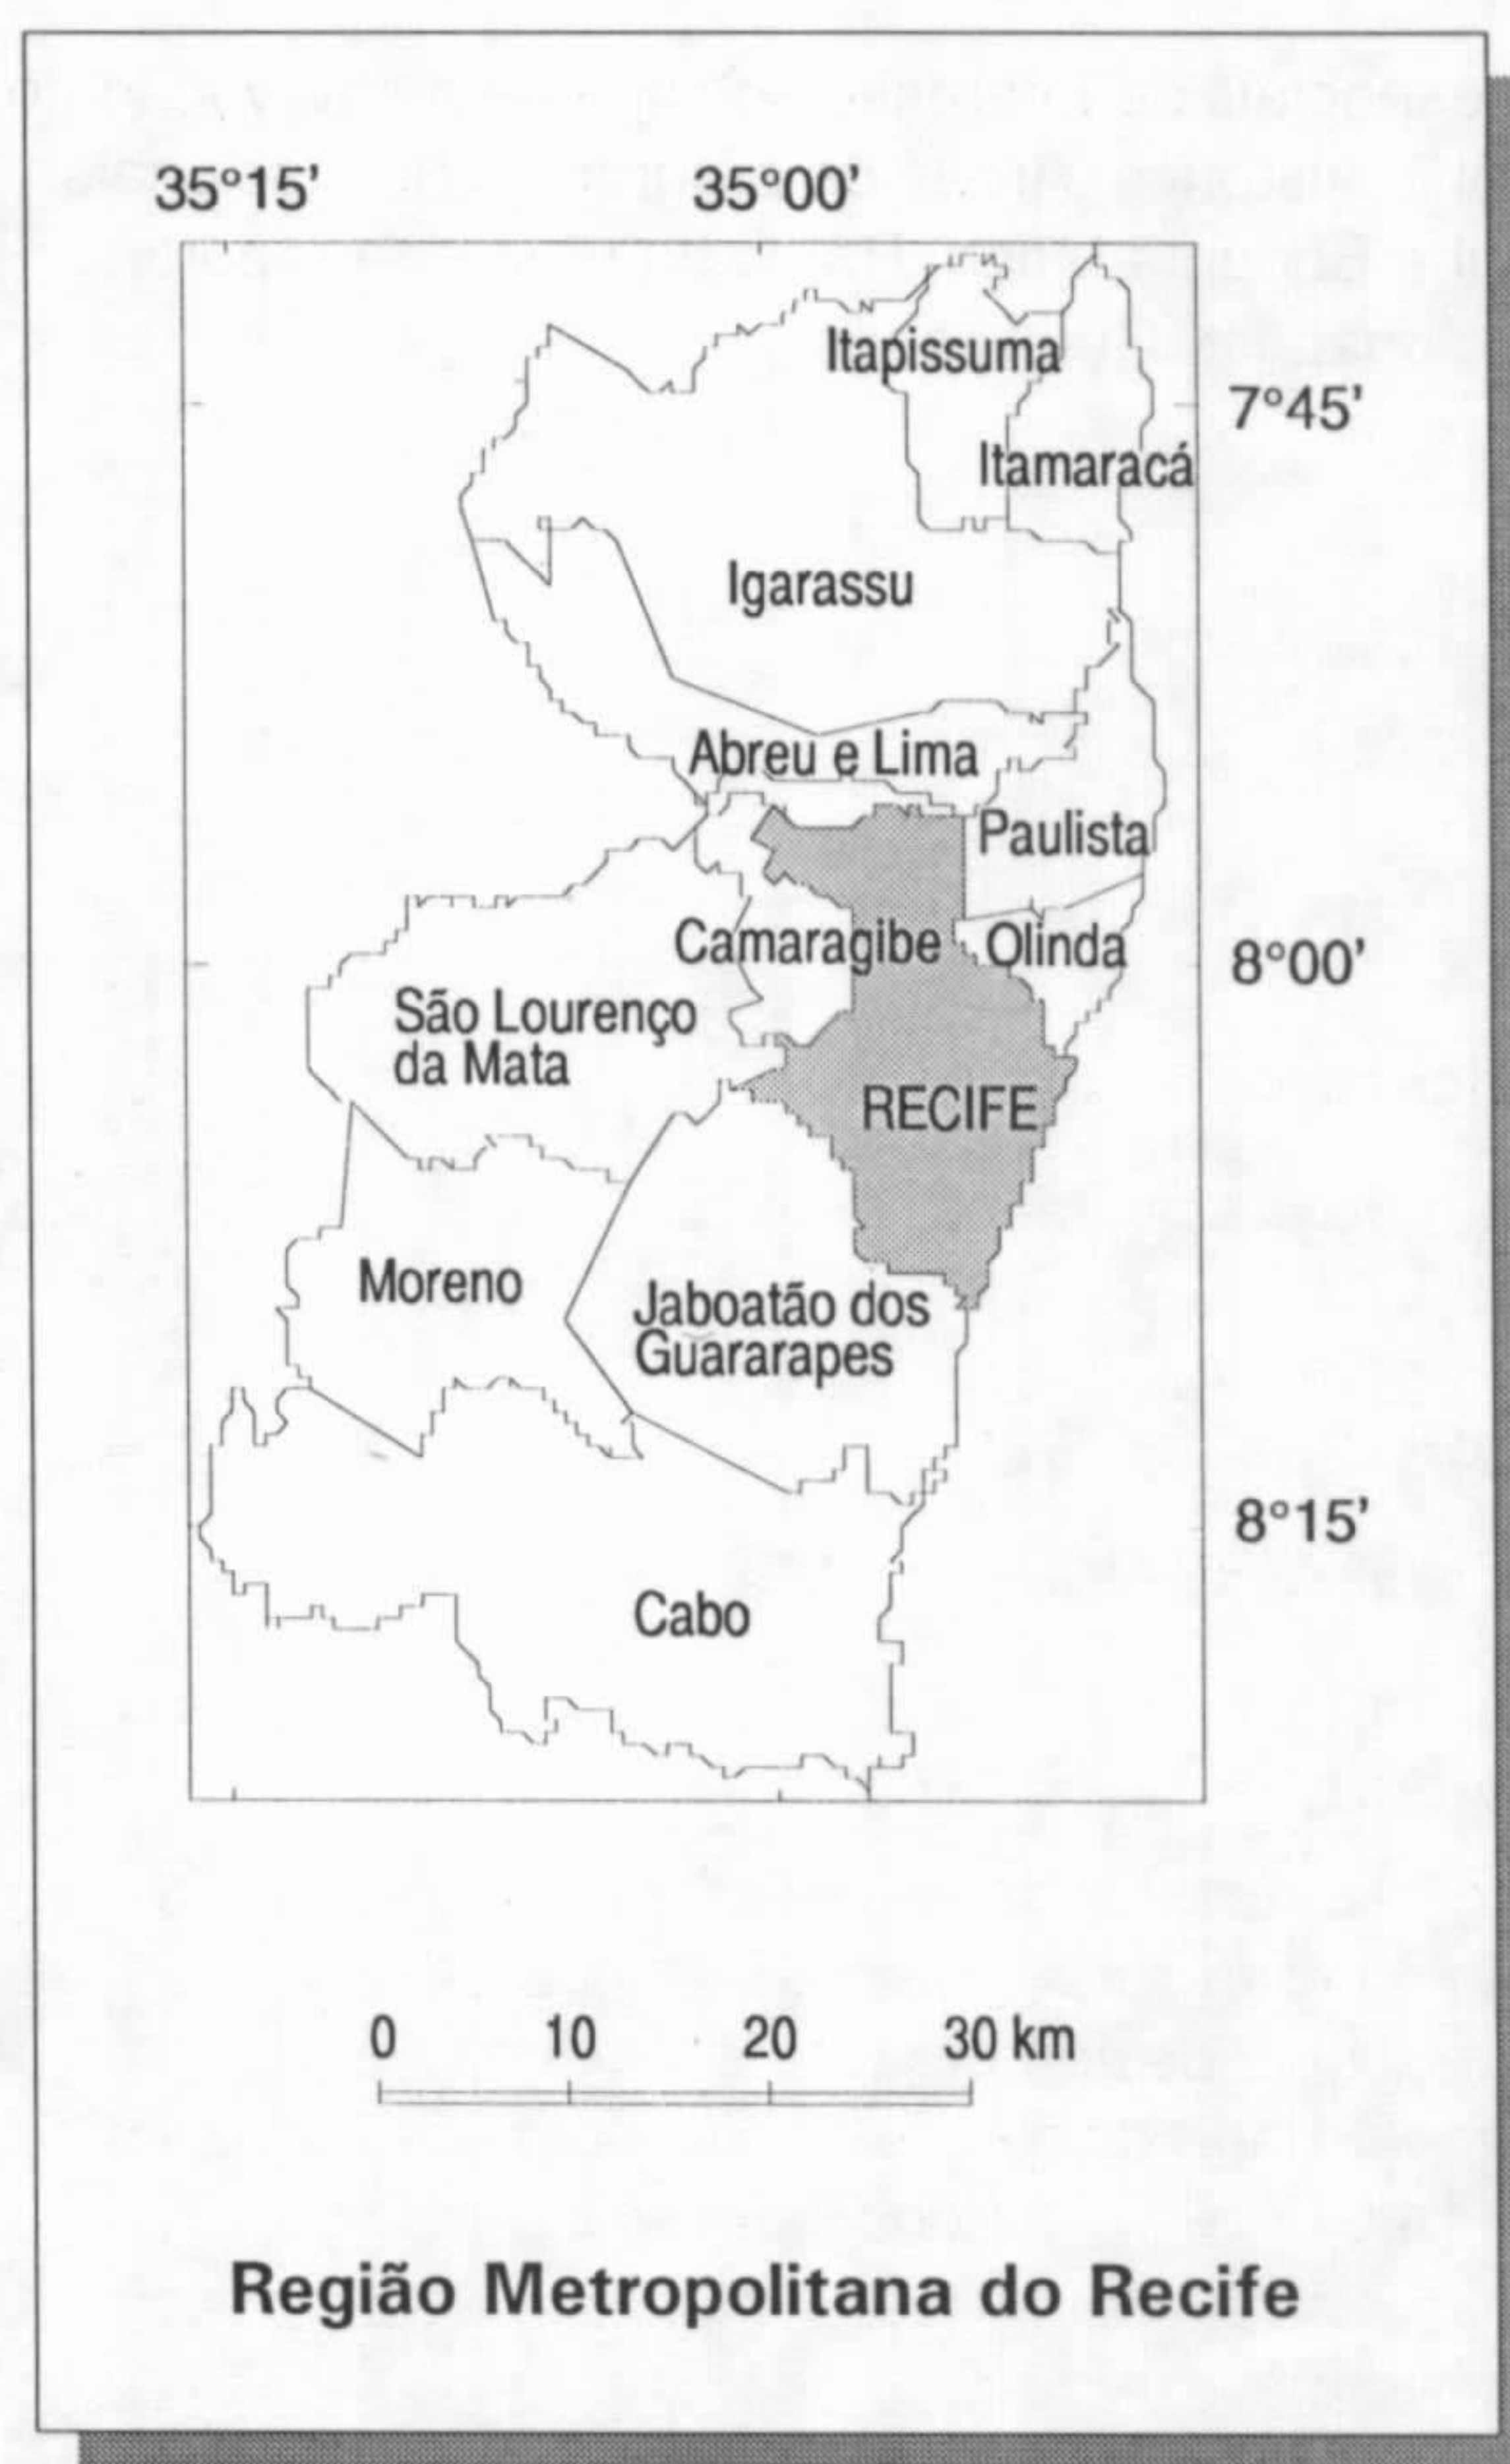 35°15' 35°00'
Itapissuma
7°45'
Itamaracá
Igarassu
Abreu e Lima
Paulista
Camaragibe Olinda
8°00'
São Lourenço
da Mata
RECIFE
Moreno
Jaboatão dos
Guararapes
8°15'
Cabo
0 10 20 30 km
Região Metropolitana do Recife